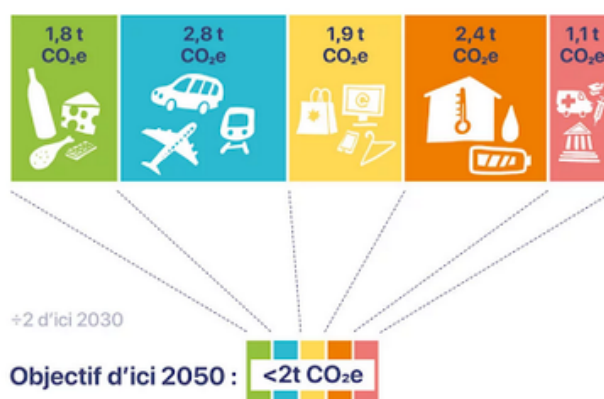 1,8 t
CO₂e
2,8 t
CO₂e
1,9 t
CO₂e
2,4 t
CO₂e
1,1 t
CO₂e
÷2 d'ici 2030
Objectif d'ici 2050 : <2t CO₂e